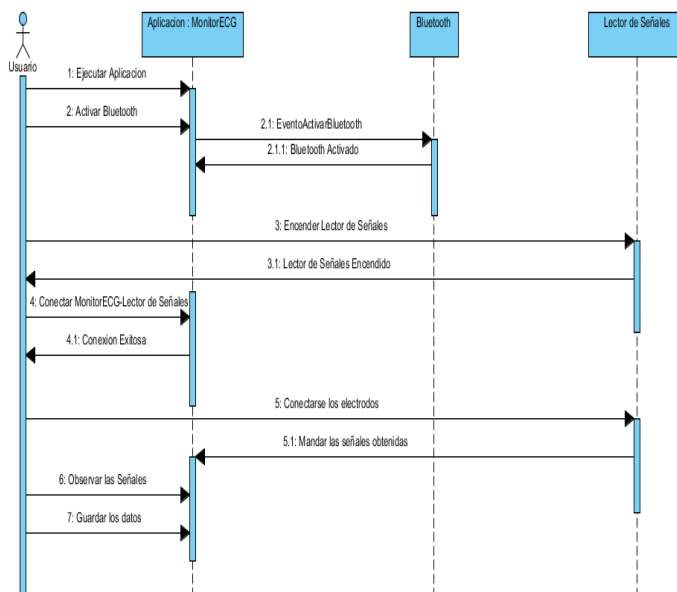 Aplicacion : MonitorECG
Bluetooth
Lector de Señales
Usuario
1: Ejecutar Aplicacion
2: Activar Bluetooth
2.1: EventoActivarBluetooth
2.1.1: Bluetooth Activado
3: Encender Lector de Señales
3.1: Lector de Señales Encendido
4: Conectar MonitorECG-Lector de Señales
4.1: Conexion Exitosa
5: Conectarse los electrodos
5.1: Mandar las señales obtenidas
6: Observar las Señales
7: Guardar los datos